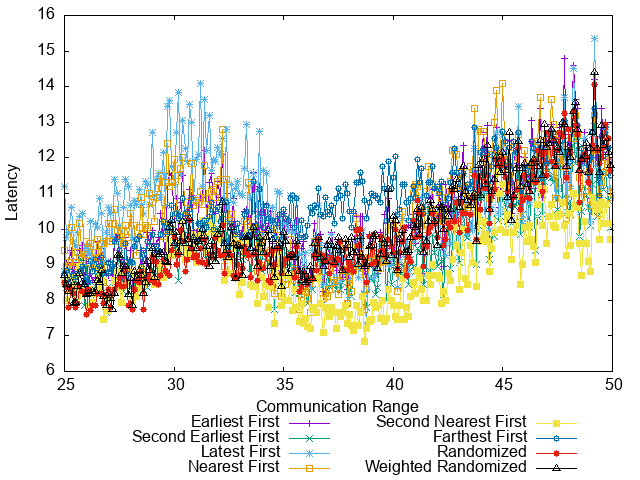 16
15
14
13
12
11
10
9
8
7
6
Latency
25 30 35 40 45 50
Communication Range
Earliest First
Second Earliest First
Latest First
Nearest First
Second Nearest First
Farthest First
Randomized
Weighted Randomized